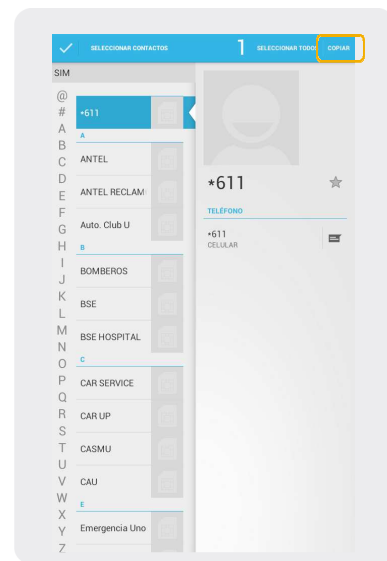 SELECCIONAR CONTACTOS
1 SELECCIONAR TODOS COPIAR
SIM
@
#
A
B
C
D
E
F
G
H
I
J
K
L
M
N
O
P
Q
R
S
T
U
V
W
X
Y
Z
*611
A
ANTEL
ANTEL RECLAM
Auto. Club U
B
BOMBEROS
BSE
BSE HOSPITAL
C
CAR SERVICE
CAR UP
CASMU
CAU
E
Emergencia Uno
*611
TELÉFONO
*611
CELULAR